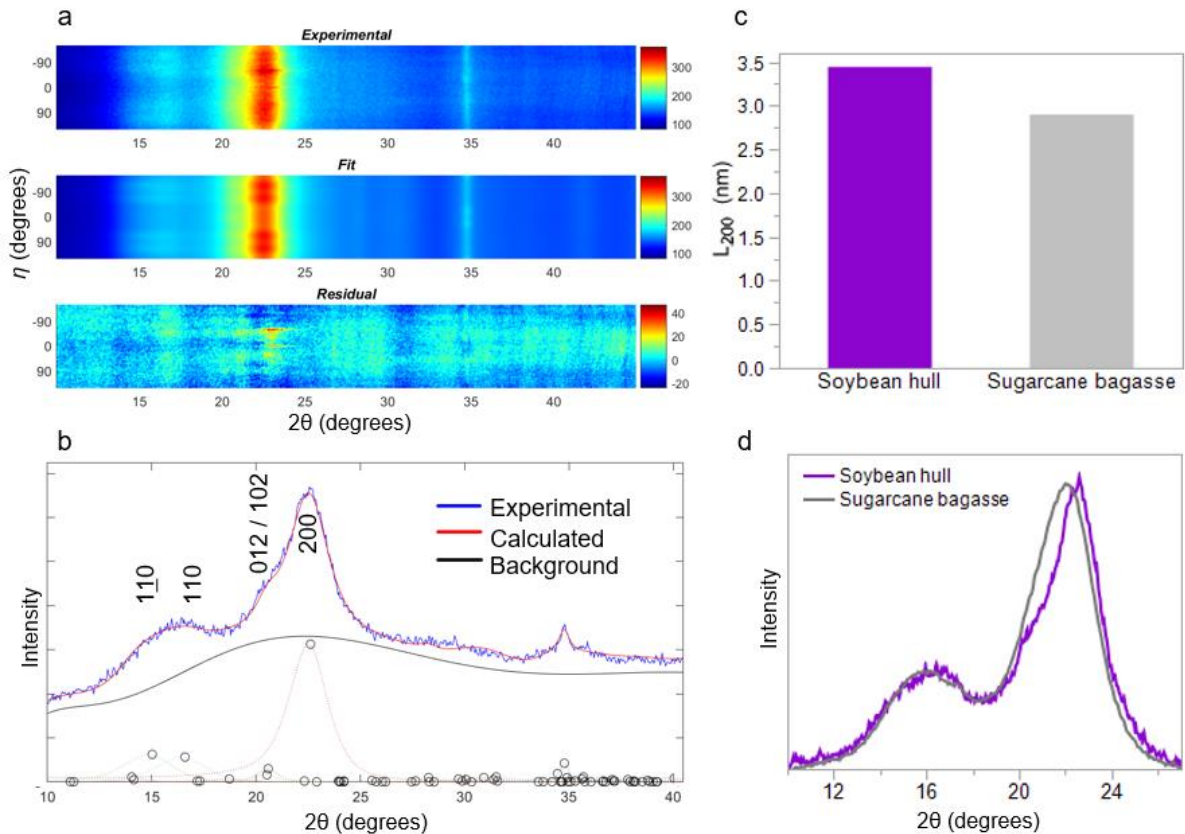 a
Experimental
-90
0
90
300
200
100
15 20 25 30 35 40
Fit
-90
0
90
300
200
100
15 20 25 30 35 40
Residual
-90
0
90
40
20
0
-20
15 20 25 30 35 40
η (degrees)
2θ (degrees)
b
1<u>1</u>0
110
012 / 102
200
Experimental
Calculated
Background
Intensity
10 15 20 25 30 35 40
2θ (degrees)
c
3.5
3.0
2.5
2.0
1.5
1.0
0.5
0.0
L200 (nm)
Soybean hull Sugarcane bagasse
d
Soybean hull
Sugarcane bagasse
Intensity
12 16 20 24
2θ (degrees)